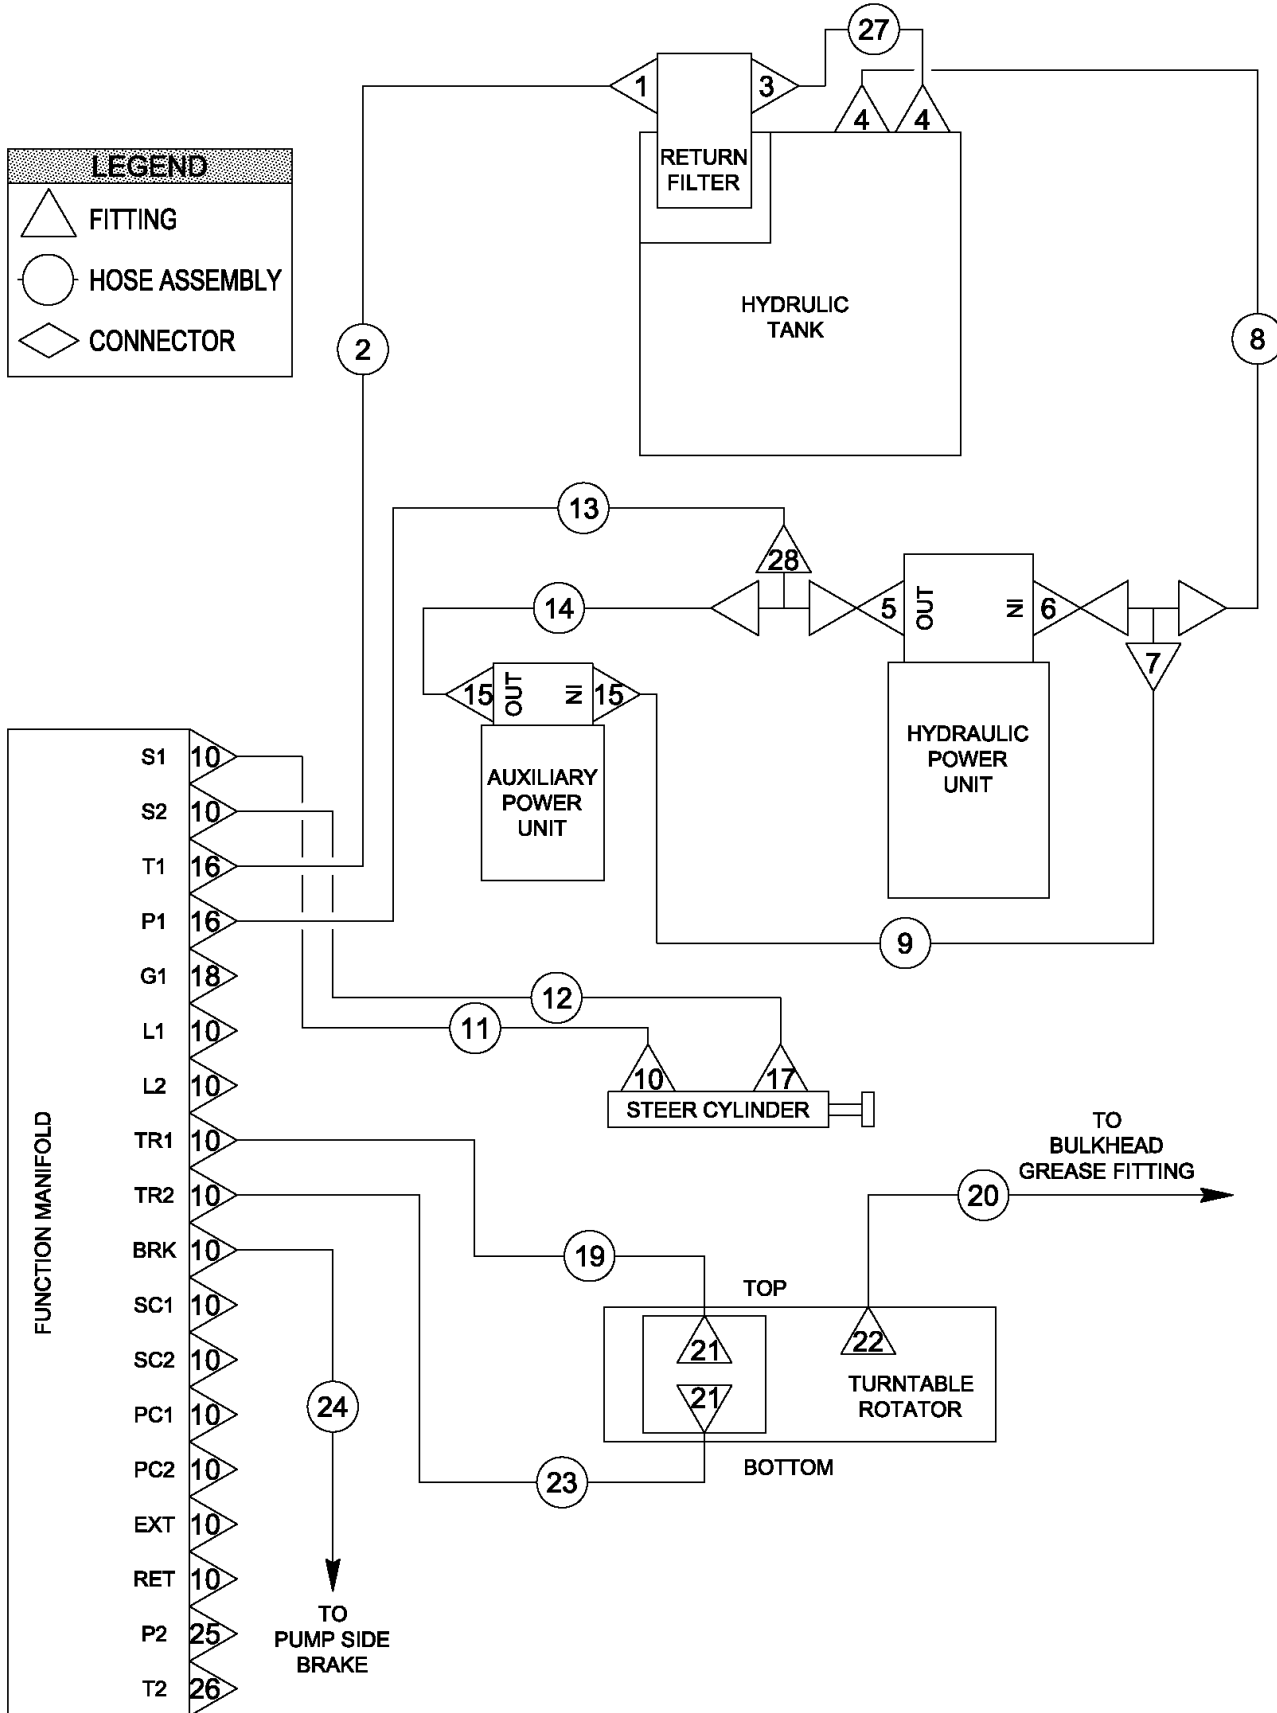 27
1
3
4
4
RETURN
FILTER
LEGEND
FITTING
HOSE ASSEMBLY
CONNECTOR
HYDRULIC
TANK
2
8
13
28
14
5
OUT
IN
6
7
15
OUT
IN
15
HYDRAULIC
POWER
UNIT
AUXILIARY
POWER
UNIT
9
FUNCTION MANIFOLD
S1 10
S2 10
T1 16
P1 16
G1 18
L1 10
L2 10
TR1 10
TR2 10
BRK 10
SC1 10
SC2 10
PC1 10
PC2 10
EXT 10
RET 10
P2 25
T2 26
12
11
10
17
STEER CYLINDER
TO
BULKHEAD
GREASE FITTING
20
19
TOP
21
22
21
TURNTABLE
ROTATOR
BOTTOM
23
24
TO
PUMP SIDE
BRAKE